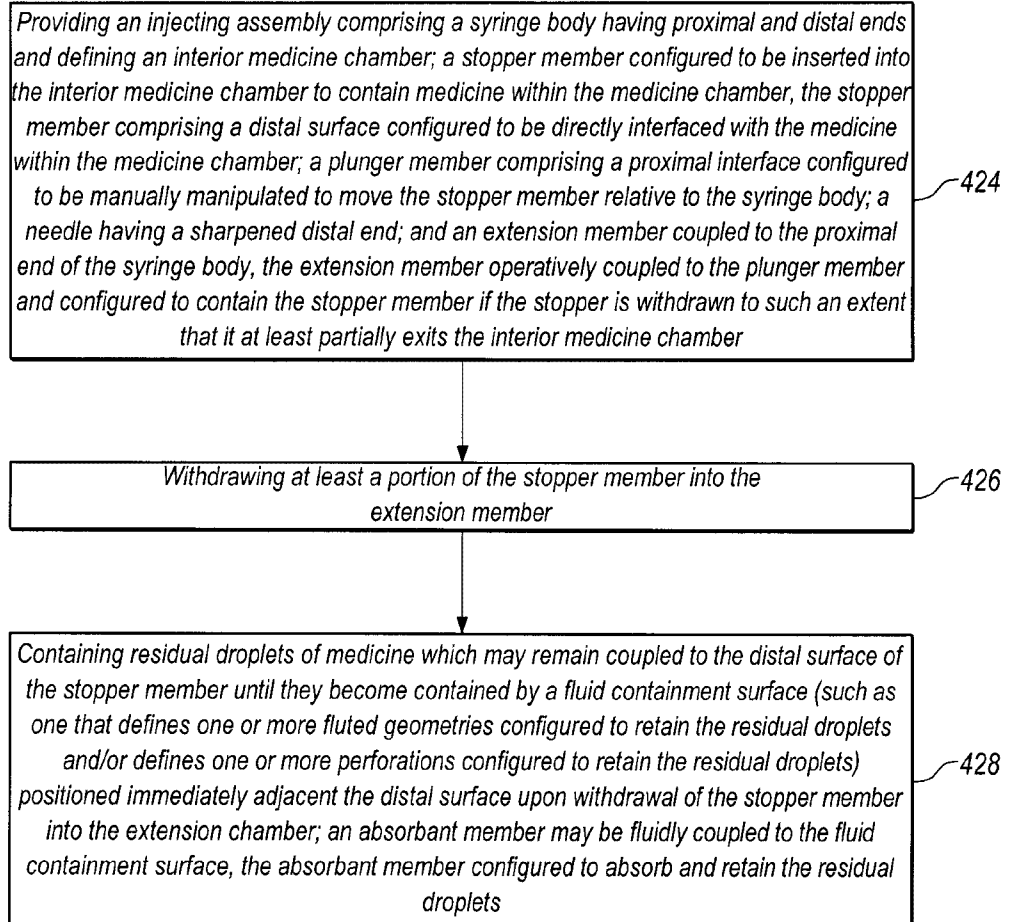 Providing an injecting assembly comprising a syringe body having proximal and distal ends
and defining an interior medicine chamber; a stopper member configured to be inserted into
the interior medicine chamber to contain medicine within the medicine chamber, the stopper
member comprising a distal surface configured to be directly interfaced with the medicine
within the medicine chamber; a plunger member comprising a proximal interface configured
to be manually manipulated to move the stopper member relative to the syringe body; a
needle having a sharpened distal end; and an extension member coupled to the proximal
end of the syringe body, the extension member operatively coupled to the plunger member
and configured to contain the stopper member if the stopper is withdrawn to such an extent
that it at least partially exits the interior medicine chamber
424
Withdrawing at least a portion of the stopper member into the
extension member
426
Containing residual droplets of medicine which may remain coupled to the distal surface of
the stopper member until they become contained by a fluid containment surface (such as
one that defines one or more fluted geometries configured to retain the residual droplets
and/or defines one or more perforations configured to retain the residual droplets)
positioned immediately adjacent the distal surface upon withdrawal of the stopper member
into the extension chamber; an absorbant member may be fluidly coupled to the fluid
containment surface, the absorbant member configured to absorb and retain the residual
droplets
428